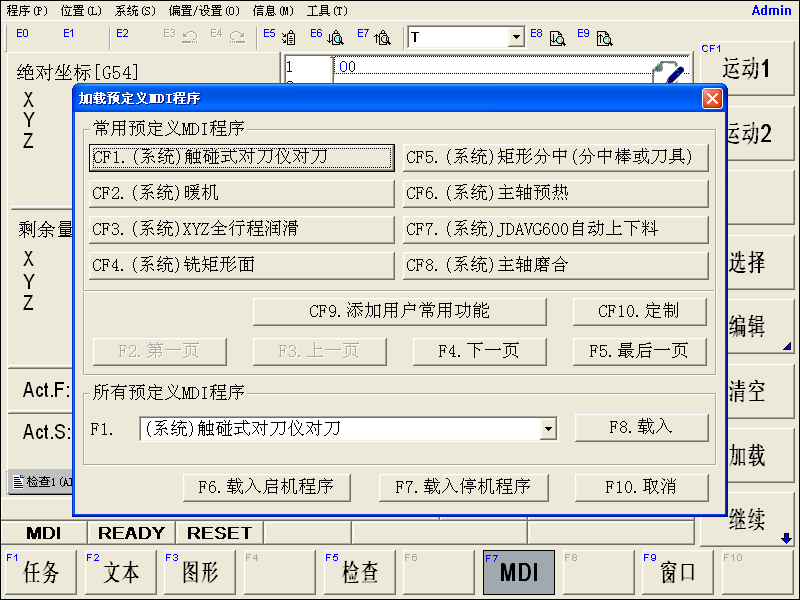 程序(P) 位置(L) 系统(S) 偏置/设置(O) 信息(M) 工具(T) Admin
E0 E1 E2 E3 E4 E5 E6 E7 T E8 E9
绝对坐标[G54]
1 O0
CF1
运动1
X
Y
Z
加载预定义MDI程序
运动2
常用预定义MDI程序
CF1.(系统)触碰式对刀仪对刀 CF5.(系统)矩形分中(分中棒或刀具)
CF2.(系统)暖机 CF6.(系统)主轴预热
剩余量
CF3.(系统)XYZ全行程润滑 CF7.(系统)JDAVG600自动上下料
X
Y
Z
CF4.(系统)铣矩形面 CF8.(系统)主轴磨合
选择
CF9.添加用户常用功能 CF10.定制
编辑
F2.第一页 F3.上一页 F4.下一页 F5.最后一页
Act.F:
所有预定义MDI程序
清空
F1. (系统)触碰式对刀仪对刀 F8.载入
Act.S:
加载
检查1(AI
F6.载入启机程序 F7.载入停机程序 F10.取消
继续
MDI READY RESET
F1 任务 F2 文本 F3 图形 F4 F5 检查 F6 F7 MDI F8 F9 窗口 F10